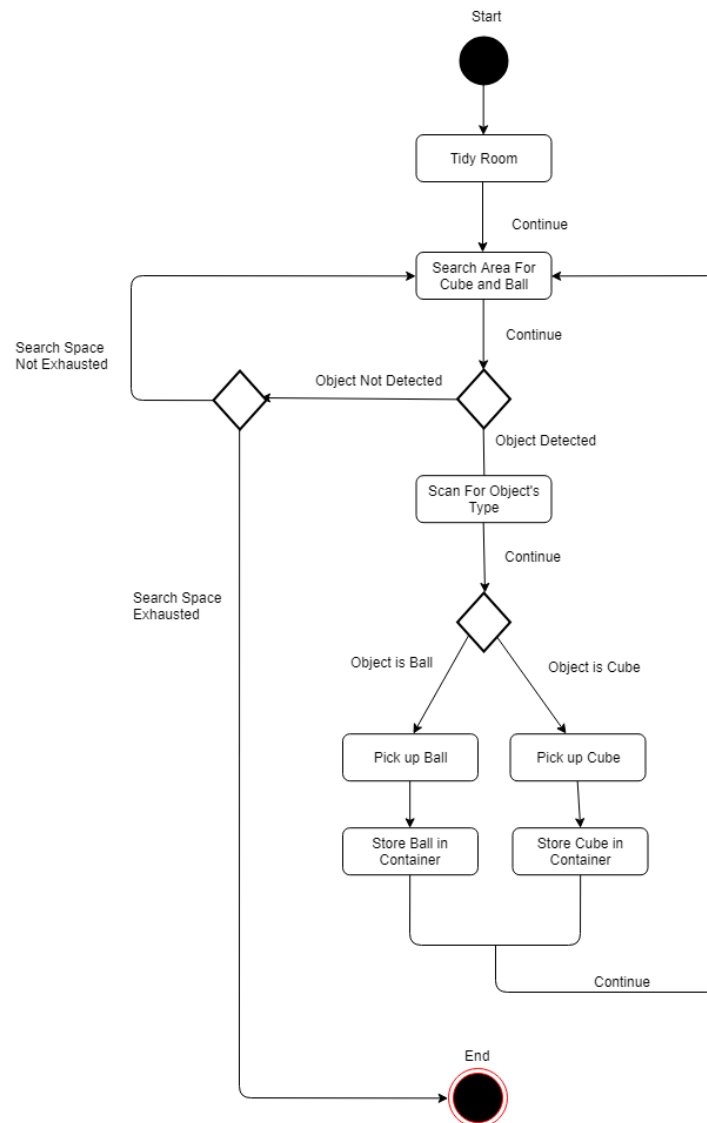 Start
Tidy Room
Continue
Search Area For
Cube and Ball
Continue
Search Space
Not Exhausted
Object Not Detected
Object Detected
Scan For Object's
Type
Continue
Search Space
Exhausted
Object is Ball
Object is Cube
Pick up Ball
Pick up Cube
Store Ball in
Container
Store Cube in
Container
Continue
End